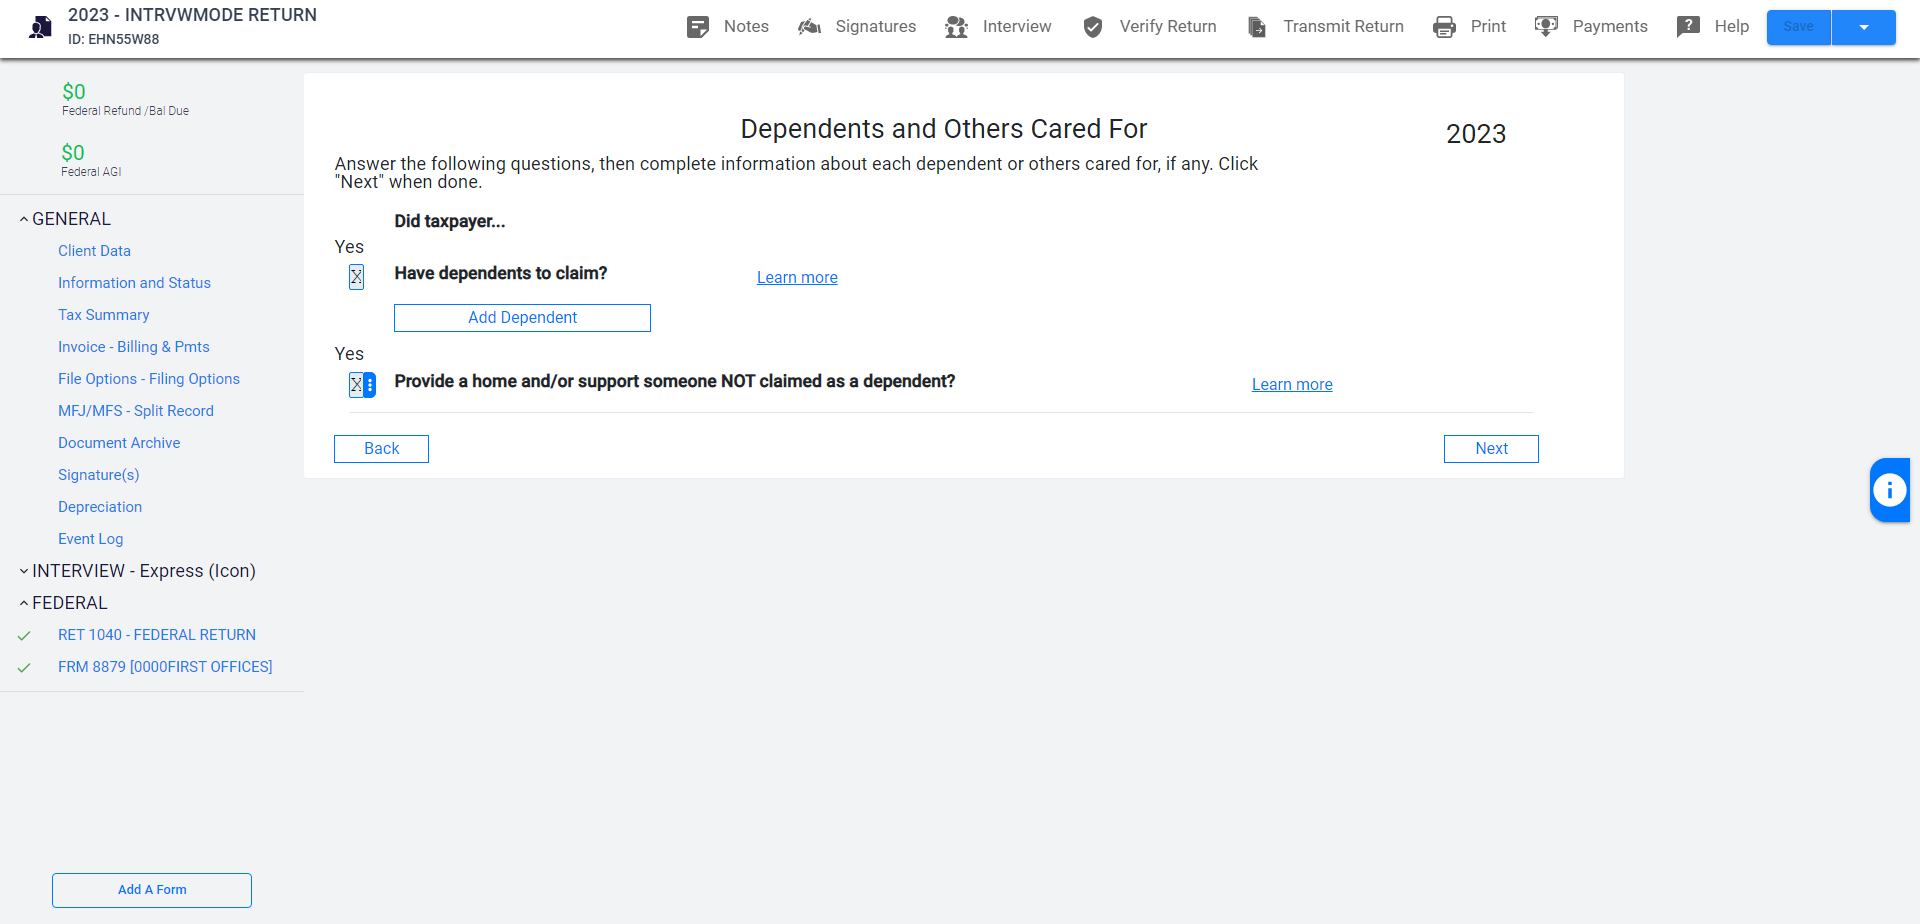 2023 - INTRVWMODE RETURN
ID: EHN55W88
Notes
Signatures
Interview
Verify Return
Transmit Return
Print
Payments
Help
Save
$0
Federal Refund /Bal Due
$0
Federal AGI
GENERAL
Client Data
Information and Status
Tax Summary
Invoice - Billing & Pmts
File Options - Filing Options
MFJ/MFS - Split Record
Document Archive
Signature(s)
Depreciation
Event Log
INTERVIEW - Express (Icon)
FEDERAL
RET 1040 - FEDERAL RETURN
FRM 8879 [0000FIRST OFFICES]
Add A Form
Dependents and Others Cared For
2023
Answer the following questions, then complete information about each dependent or others cared for, if any. Click
"Next" when done.
Did taxpayer...
Yes
X Have dependents to claim? Learn more
Add Dependent
Yes
X Provide a home and/or support someone NOT claimed as a dependent? Learn more
Back
Next